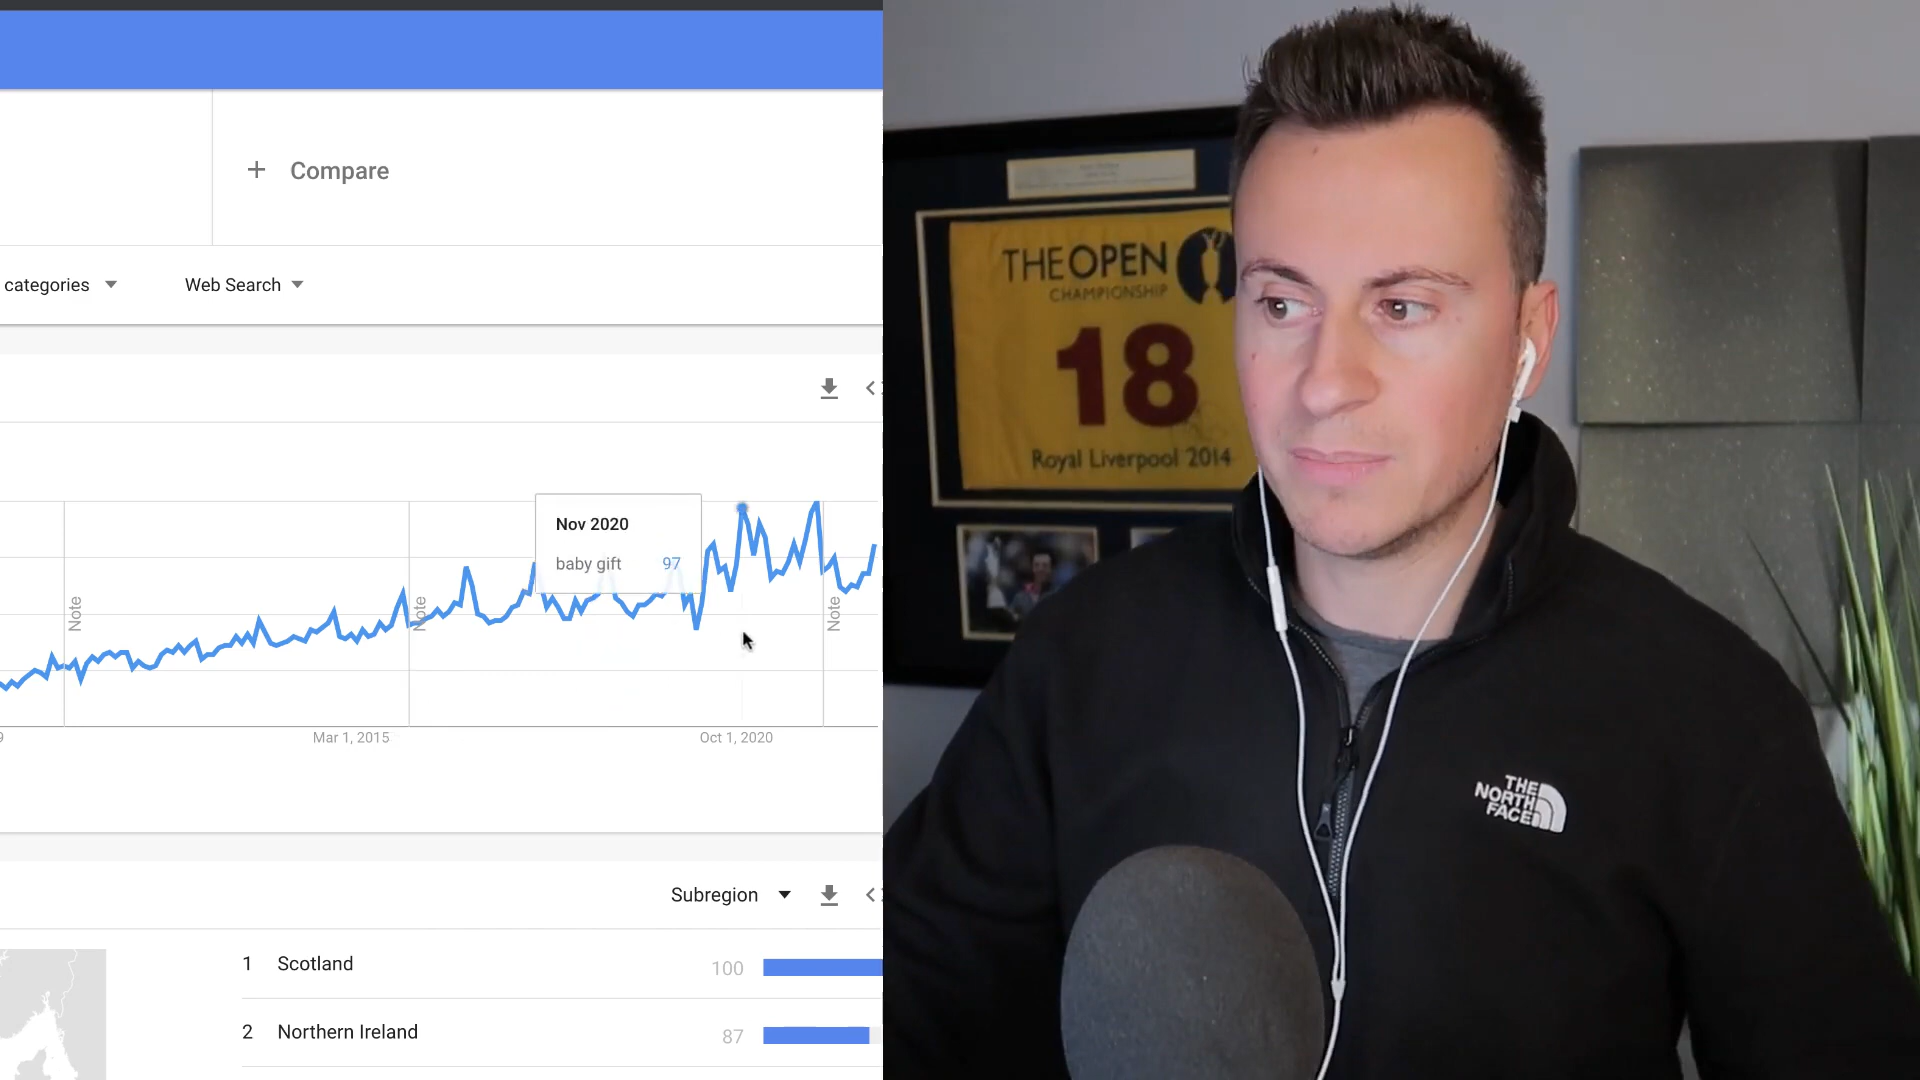 + Compare
categories
Web Search
Nov 2020
baby gift 97
Note
Note
Note
9
Mar 1, 2015
Oct 1, 2020
Subregion
1 Scotland 100
2 Northern Ireland 87
THE OPEN
CHAMPIONSHIP
18
Royal Liverpool 2014
THE
NORTH
FACE